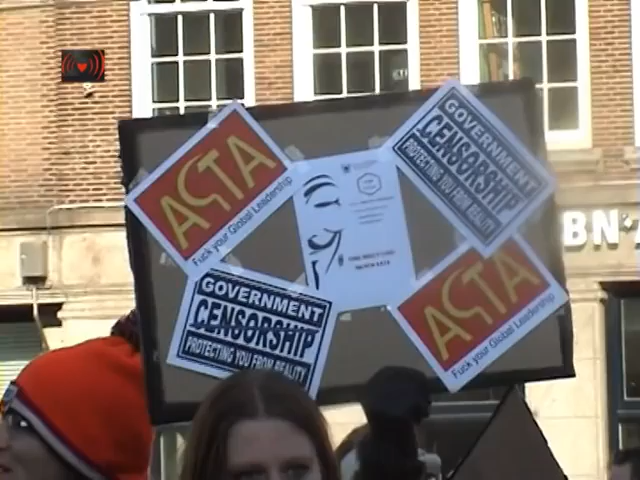 ACTA
Fuck your Global Leadership
GOVERNMENT
CENSORSHIP
PROTECTING YOU FROM REALITY
GOVERNMENT
CENSORSHIP
PROTECTING YOU FROM REALITY
ACTA
Fuck your Global Leadership
BN'